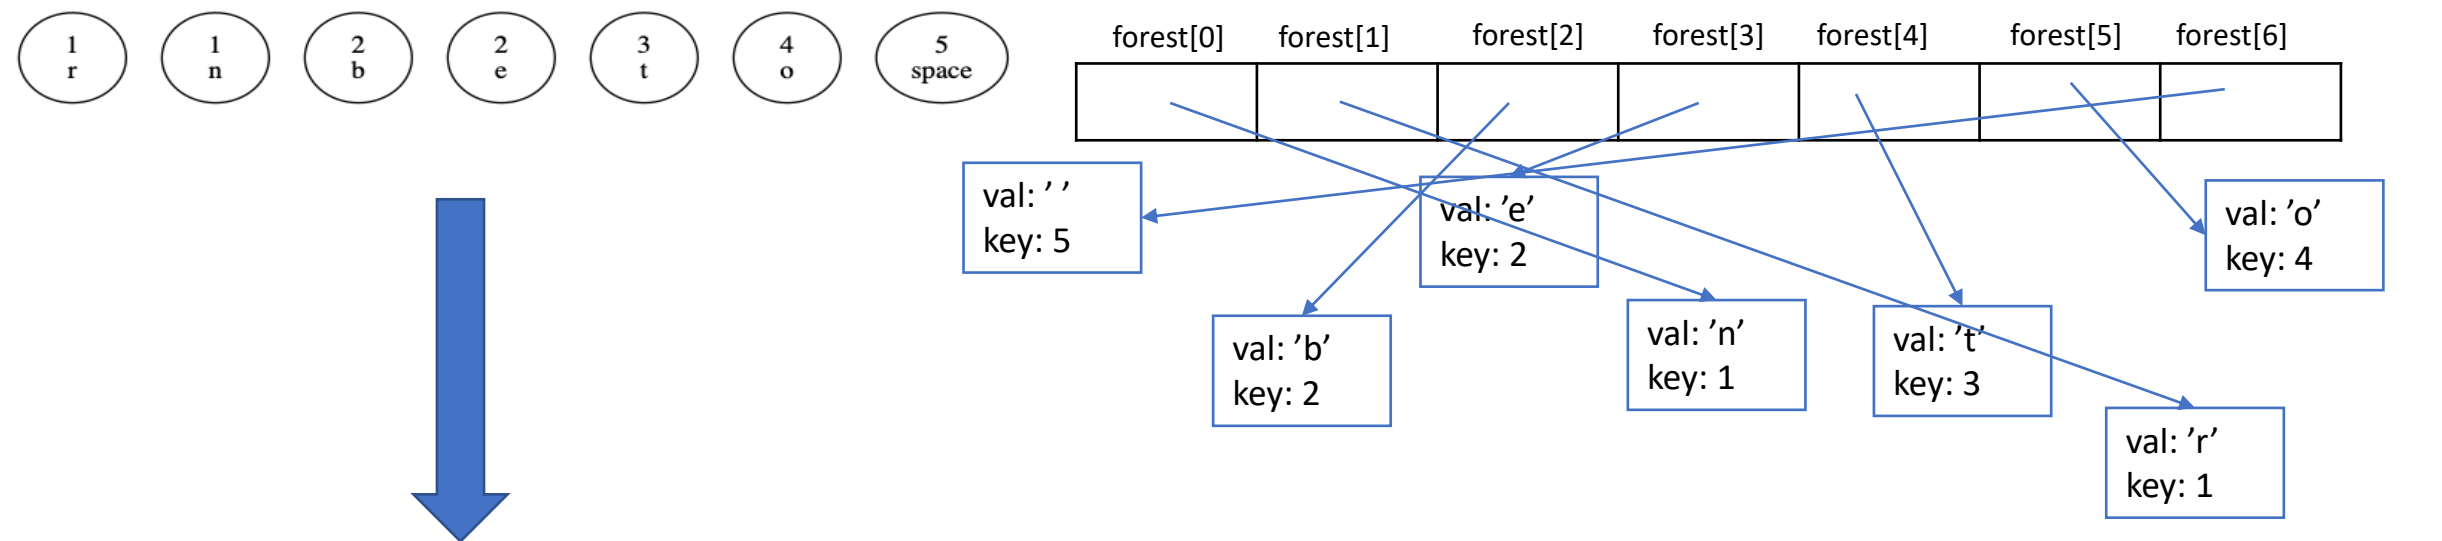 1
r
1
n
2
b
2
e
3
t
4
o
5
space
forest[0] forest[1] forest[2] forest[3] forest[4] forest[5] forest[6]
val: ’ ’
key: 5
val: ’e’
key: 2
val: ’o’
key: 4
val: ’b’
key: 2
val: ’n’
key: 1
val: ’t’
key: 3
val: ’r’
key: 1